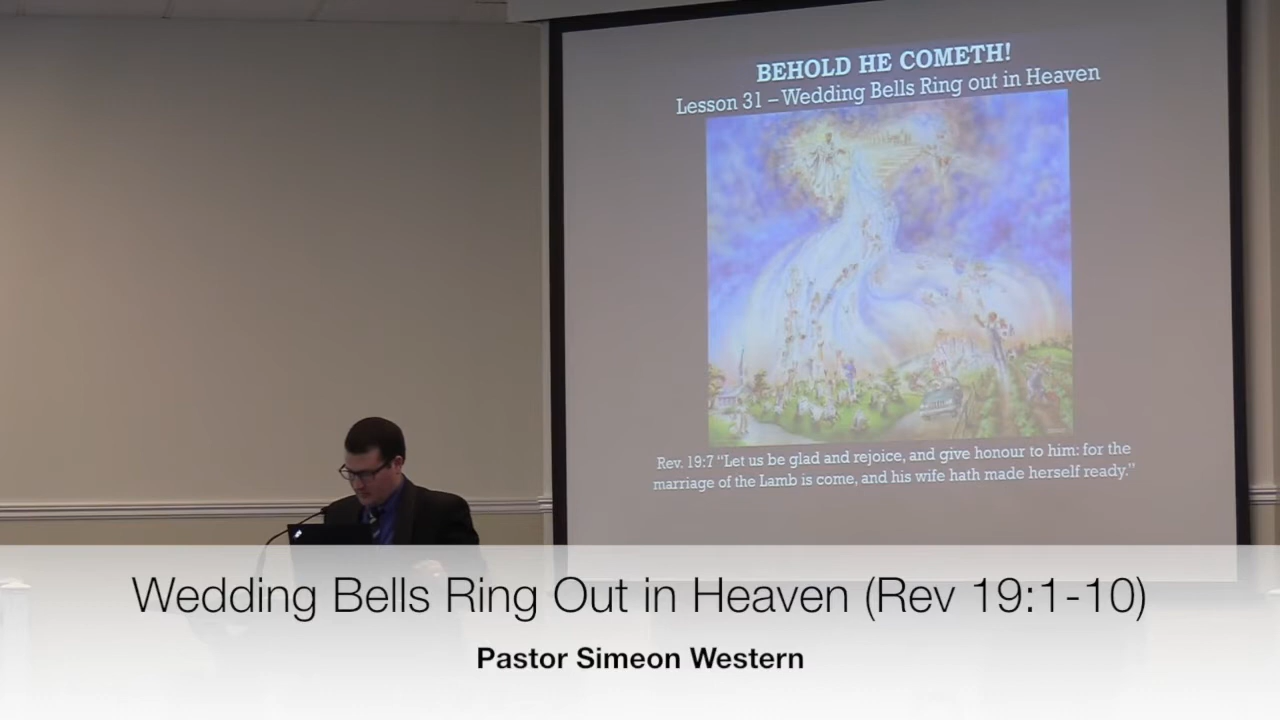 BEHOLD HE COMETH!
Lesson 31 – Wedding Bells Ring out in Heaven
Rev. 19:7 “Let us be glad and rejoice, and give honour to him: for the
marriage of the Lamb is come, and his wife hath made herself ready.”
Wedding Bells Ring Out in Heaven (Rev 19:1-10)
Pastor Simeon Western